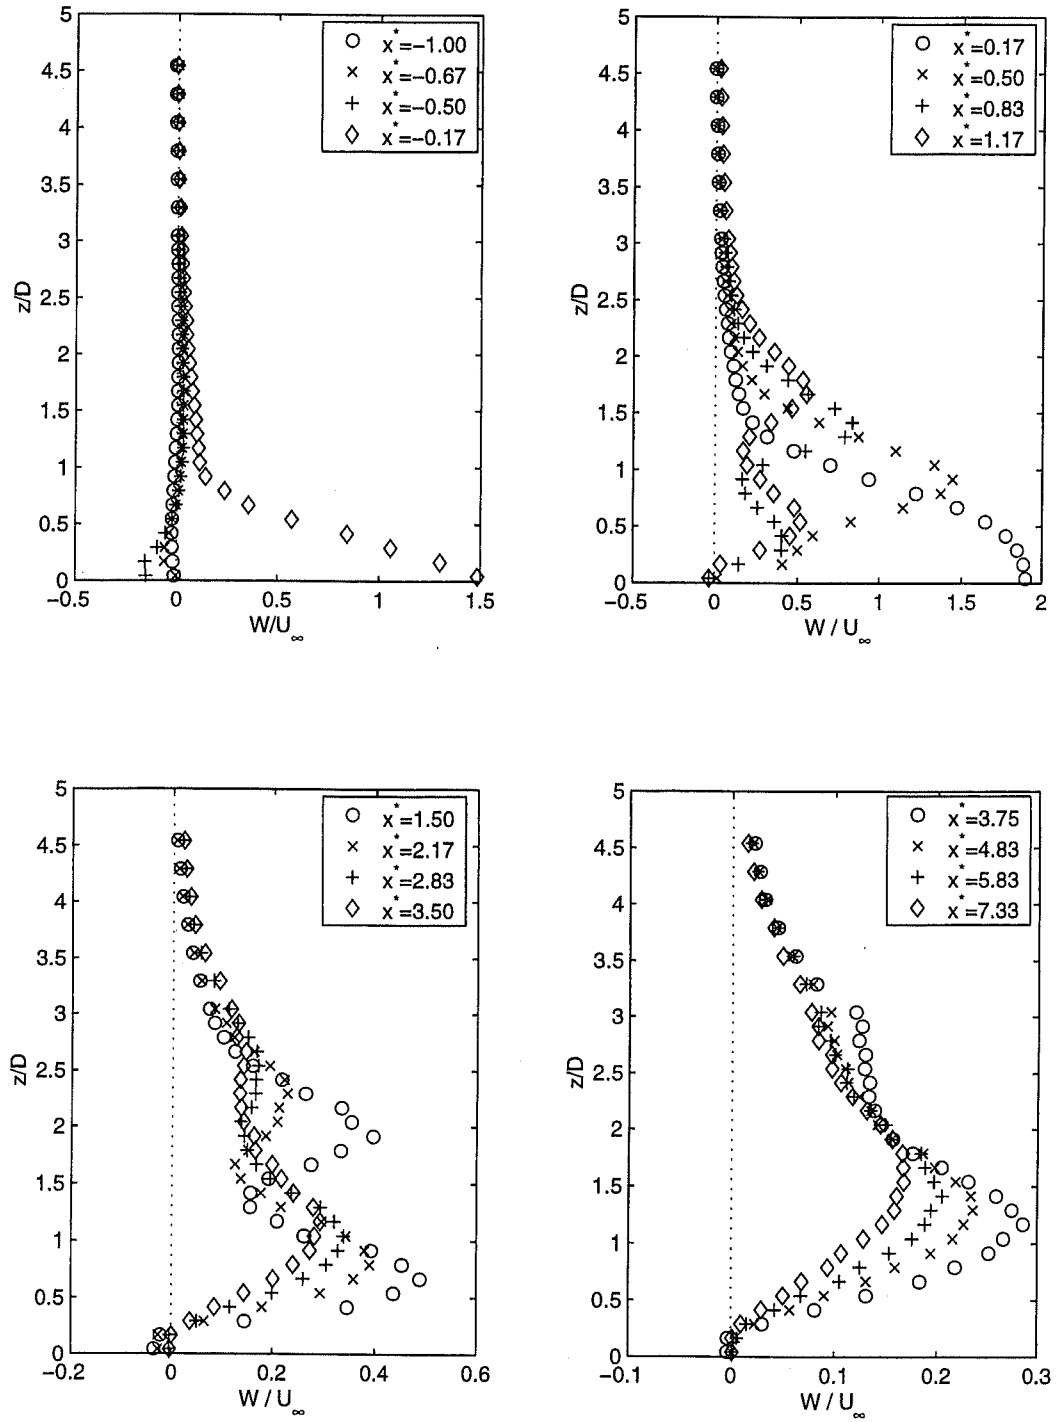 5
4.5
4
3.5
3
2.5
2
1.5
1
0.5
0
z/D
−0.5 0 0.5 1 1.5
W/U∞
x*=−1.00
x*=−0.67
x*=−0.50
x*=−0.17
5
4.5
4
3.5
3
2.5
2
1.5
1
0.5
0
z/D
−0.5 0 0.5 1 1.5 2
W / U∞
x*=0.17
x*=0.50
x*=0.83
x*=1.17
5
4.5
4
3.5
3
2.5
2
1.5
1
0.5
0
z/D
−0.2 0 0.2 0.4 0.6
W / U∞
x*=1.50
x*=2.17
x*=2.83
x*=3.50
5
4.5
4
3.5
3
2.5
2
1.5
1
0.5
0
z/D
−0.1 0 0.1 0.2 0.3
W / U∞
x*=3.75
x*=4.83
x*=5.83
x*=7.33